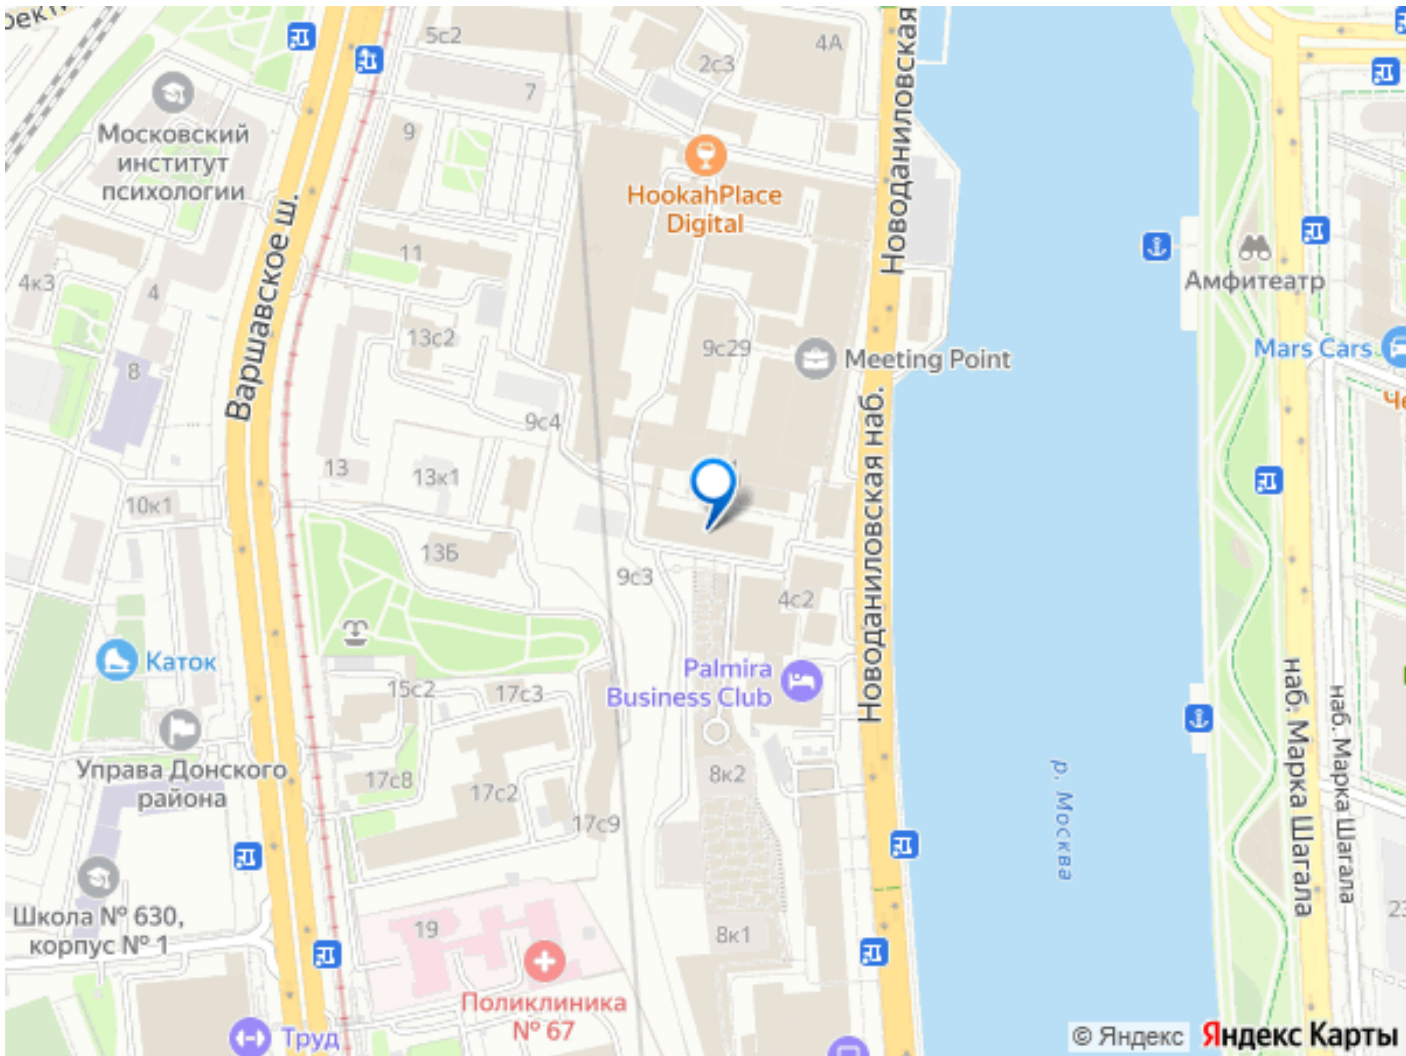 5с2
4А
2с3
7
9
Московский
институт
психологии
HookahPlace
Digital
Новоданиловская
11
4к3
4
Амфитеатр
Варшавское ш.
13с2
9с29
Meeting Point
Mars Cars
8
9с4
13
13к1
10к1
Новоданиловская наб.
13Б
9с3
4с2
Каток
Palmira
Business Club
15с2
17с3
наб. Марка Шагала
наб. Марка Шагала
Управа Донского
района
17с8
17с2
8к2
17с9
р. Москва
Школа № 630,
корпус № 1
19
8к1
Поликлиника
№ 67
Труд
© Яндекс
Яндекс Карты